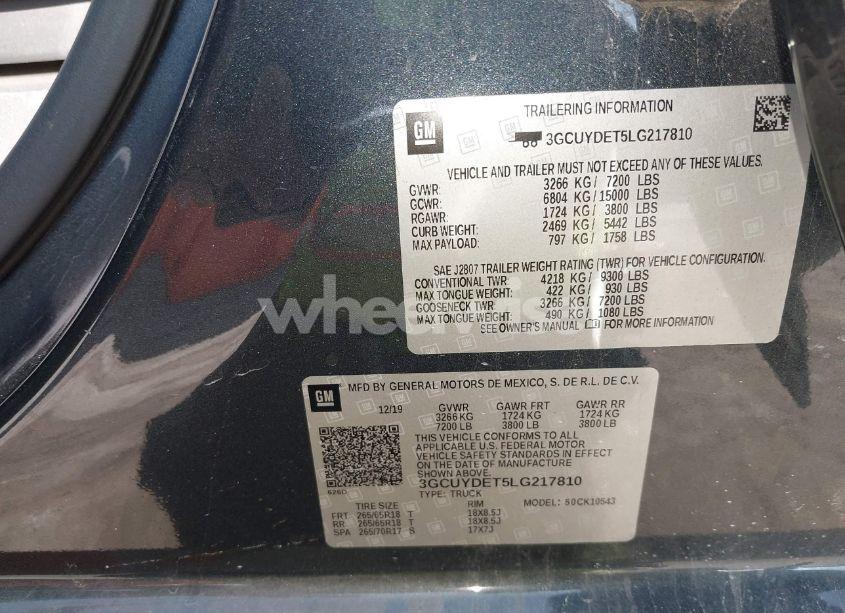 TRAILERING INFORMATION
GM
3GCUYDET5LG217810
VEHICLE AND TRAILER MUST NOT EXCEED ANY OF THESE VALUES.
GVWR: 3266 KG / 7200 LBS
GCWR: 6804 KG / 15000 LBS
RGAWR: 1724 KG / 3800 LBS
CURB WEIGHT: 2469 KG / 5442 LBS
MAX PAYLOAD: 797 KG / 1758 LBS
SAE J2807 TRAILER WEIGHT RATING (TWR) FOR VEHICLE CONFIGURATION.
CONVENTIONAL TWR: 4218 KG / 9300 LBS
MAX TONGUE WEIGHT: 422 KG / 930 LBS
GOOSENECK TWR: 3266 KG / 7200 LBS
MAX TONGUE WEIGHT: 490 KG / 1080 LBS
SEE OWNER'S MANUAL FOR MORE INFORMATION
GM
MFD BY GENERAL MOTORS DE MEXICO, S. DE R.L. DE C.V.
12/19 GVWR GAWR FRT GAWR RR
3266 KG 1724 KG 1724 KG
7200 LB 3800 LB 3800 LB
THIS VEHICLE CONFORMS TO ALL
APPLICABLE U.S. FEDERAL MOTOR
VEHICLE SAFETY STANDARDS IN EFFECT
ON THE DATE OF MANUFACTURE
SHOWN ABOVE.
3GCUYDET5LG217810
626D TYPE: TRUCK MODEL: 50CK10543
TIRE SIZE RIM
FRT 265/65R18 T 18X8.5J
RR 265/65R18 T 18X8.5J
SPA 265/70R17 S 17X7J